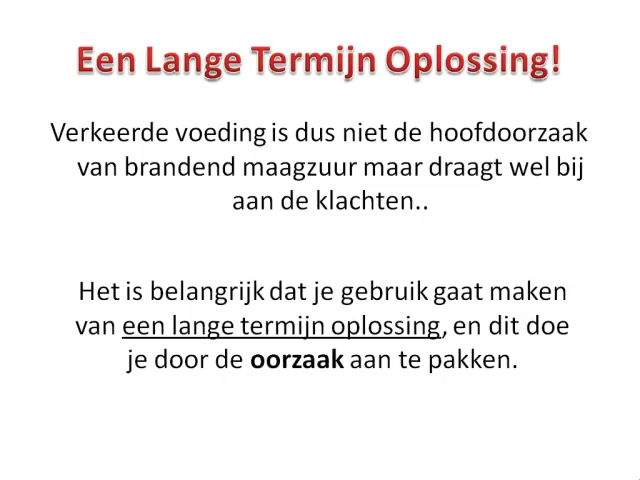 Een Lange Termijn Oplossing!
Verkeerde voeding is dus niet de hoofdoorzaak
van brandend maagzuur maar draagt wel bij
aan de klachten..
Het is belangrijk dat je gebruik gaat maken
van een lange termijn oplossing, en dit doe
je door de oorzaak aan te pakken.